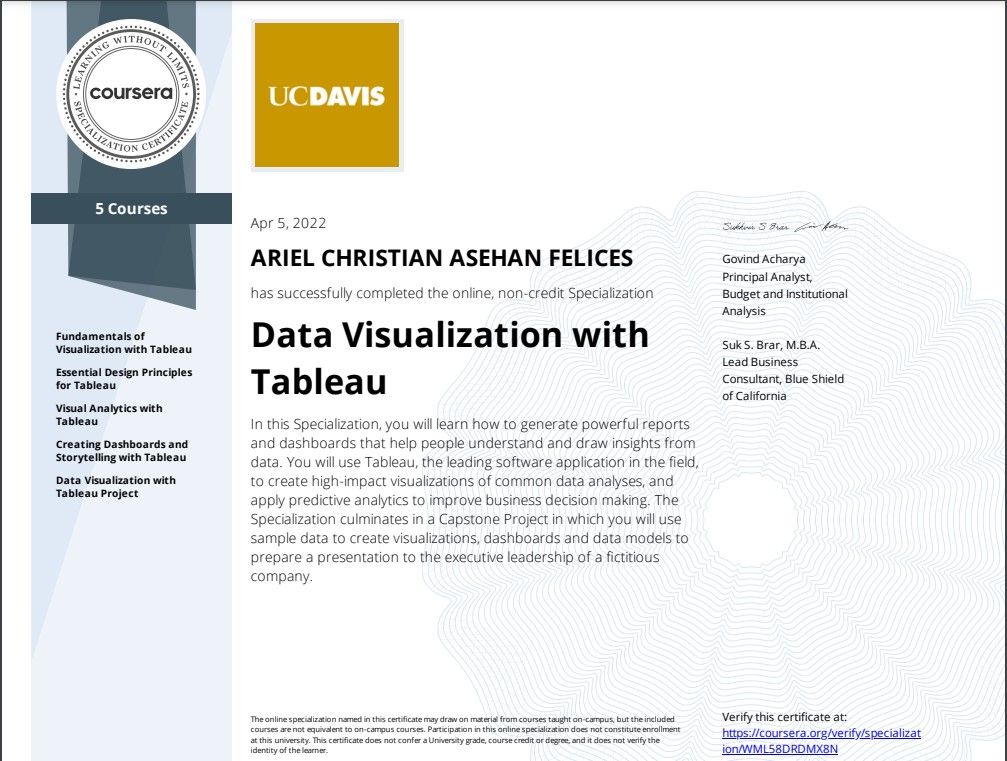 LEARNING WITHOUT LIMITS
coursera
SPECIALIZATION CERTIFICATE
UCDAVIS
5 Courses
Fundamentals of
Visualization with Tableau
Essential Design Principles
for Tableau
Visual Analytics with
Tableau
Creating Dashboards and
Storytelling with Tableau
Data Visualization with
Tableau Project
Apr 5, 2022
ARIEL CHRISTIAN ASEHAN FELICES
has successfully completed the online, non-credit Specialization
Data Visualization with
Tableau
In this Specialization, you will learn how to generate powerful reports
and dashboards that help people understand and draw insights from
data. You will use Tableau, the leading software application in the field,
to create high-impact visualizations of common data analyses, and
apply predictive analytics to improve business decision making. The
Specialization culminates in a Capstone Project in which you will use
sample data to create visualizations, dashboards and data models to
prepare a presentation to the executive leadership of a fictitious
company.
Sukhvir S Brar
Govind Acharya
Principal Analyst,
Budget and Institutional
Analysis
Suk S. Brar, M.B.A.
Lead Business
Consultant, Blue Shield
of California
The online specialization named in this certificate may draw on material from courses taught on-campus, but the included
courses are not equivalent to on-campus courses. Participation in this online specialization does not constitute enrollment
at this university. This certificate does not confer a University grade, course credit or degree, and it does not verify the
identity of the learner.
Verify this certificate at:
https://coursera.org/verify/specializat
ion/WML58DRDMX8N